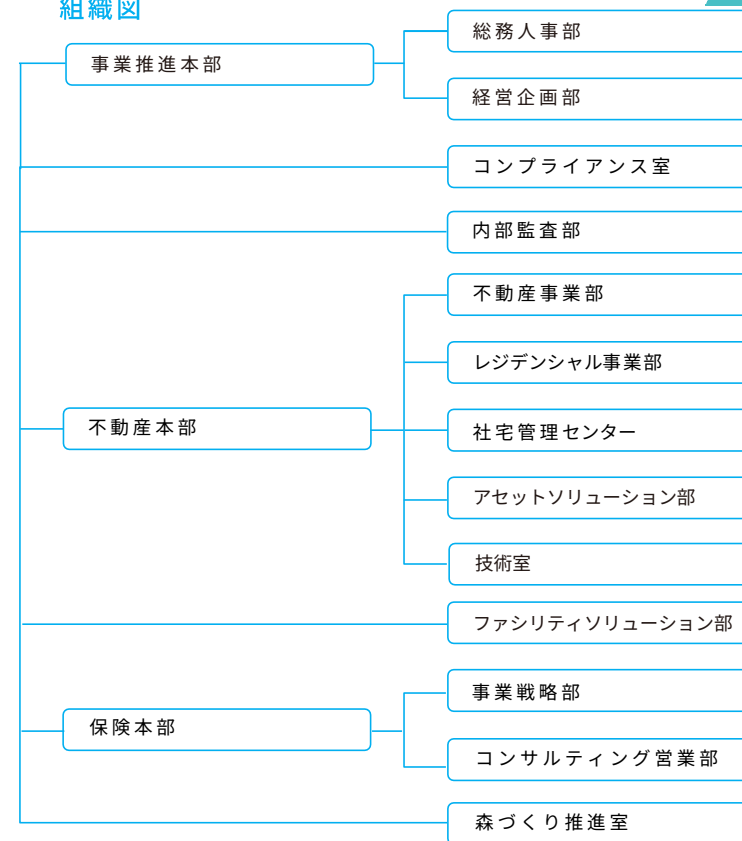 組織図
総務人事部
事業推進本部
経営企画部
コンプライアンス室
内部監査部
不動産事業部
レジデンシャル事業部
不動産本部
社宅管理センター
アセットソリューション部
技術室
ファシリティソリューション部
事業戦略部
保険本部
コンサルティング営業部
森づくり推進室